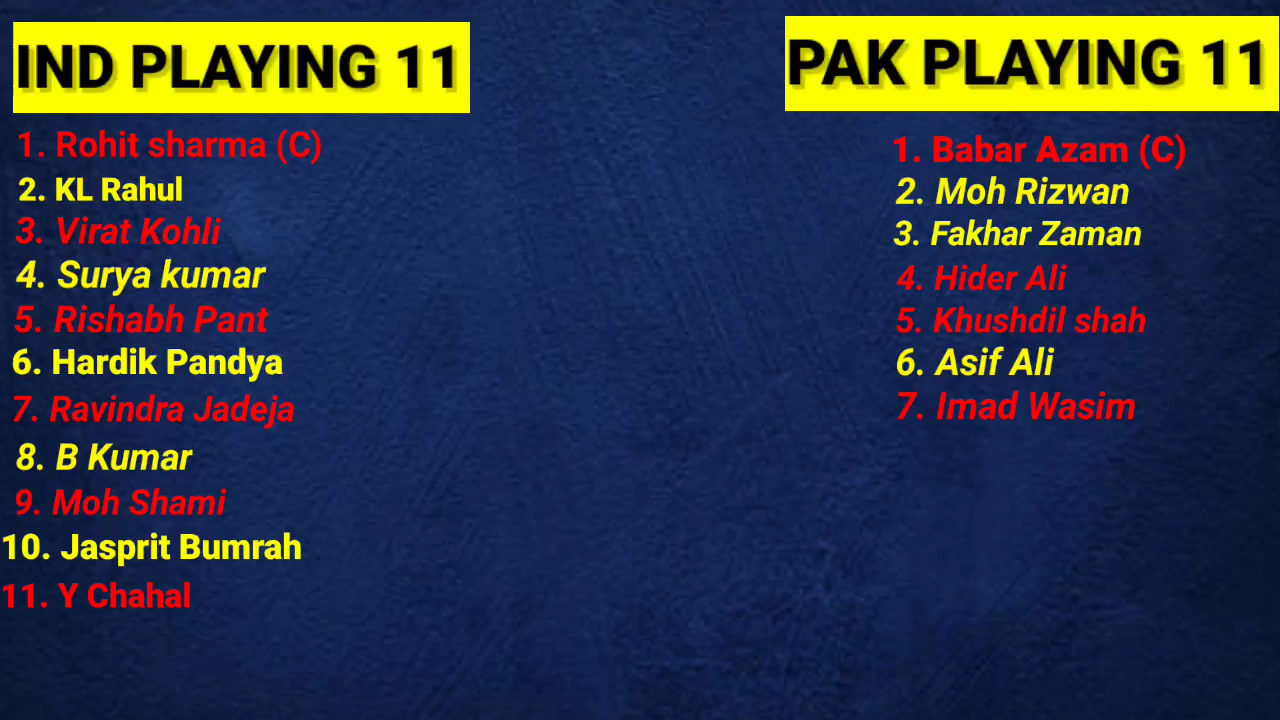 IND PLAYING 11
1. Rohit sharma (C)
2. KL Rahul
3. Virat Kohli
4. Surya kumar
5. Rishabh Pant
6. Hardik Pandya
7. Ravindra Jadeja
8. B Kumar
9. Moh Shami
10. Jasprit Bumrah
11. Y Chahal
PAK PLAYING 11
1. Babar Azam (C)
2. Moh Rizwan
3. Fakhar Zaman
4. Hider Ali
5. Khushdil shah
6. Asif Ali
7. Imad Wasim